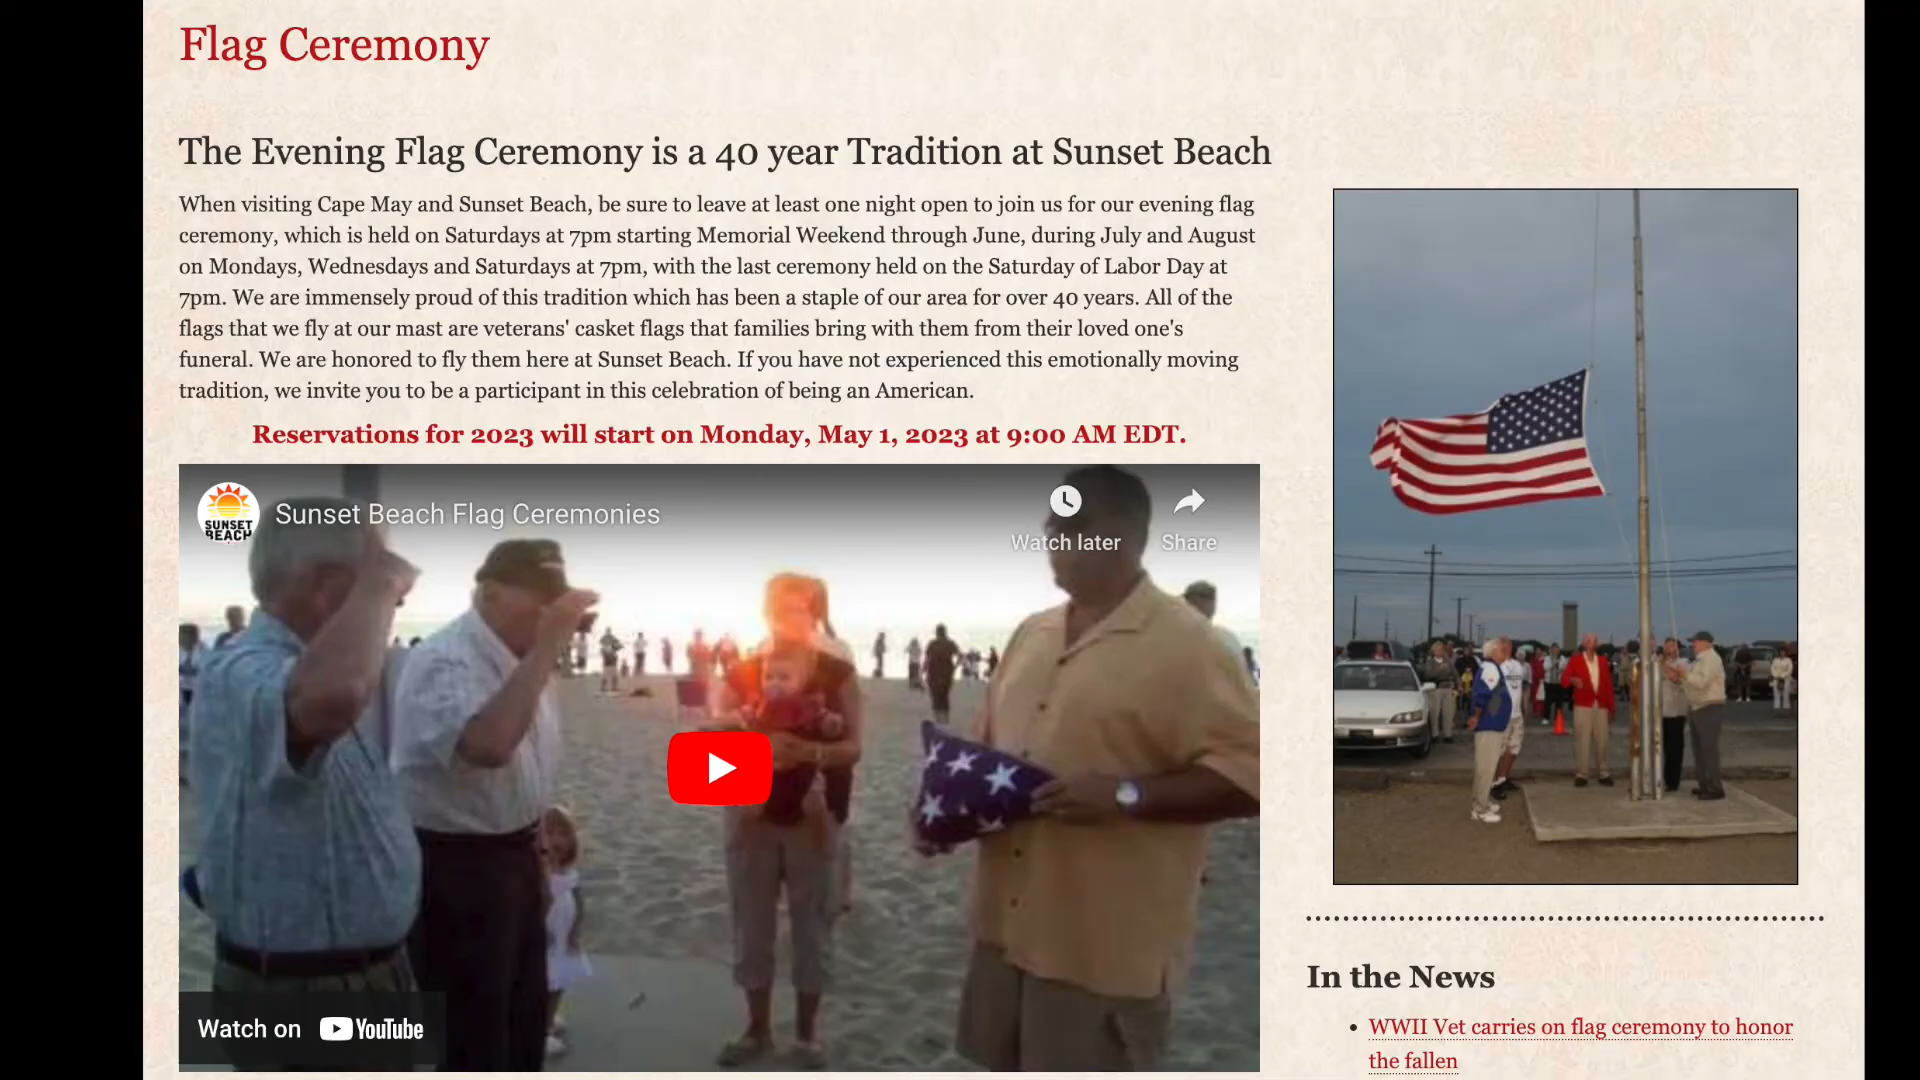 Flag Ceremony
The Evening Flag Ceremony is a 40 year Tradition at Sunset Beach
When visiting Cape May and Sunset Beach, be sure to leave at least one night open to join us for our evening flag
ceremony, which is held on Saturdays at 7pm starting Memorial Weekend through June, during July and August
on Mondays, Wednesdays and Saturdays at 7pm, with the last ceremony held on the Saturday of Labor Day at
7pm. We are immensely proud of this tradition which has been a staple of our area for over 40 years. All of the
flags that we fly at our mast are veterans' casket flags that families bring with them from their loved one's
funeral. We are honored to fly them here at Sunset Beach. If you have not experienced this emotionally moving
tradition, we invite you to be a participant in this celebration of being an American.
Reservations for 2023 will start on Monday, May 1, 2023 at 9:00 AM EDT.
SUNSET
BEACH
Sunset Beach Flag Ceremonies
Watch later
Share
Watch on YouTube
In the News
• WWII Vet carries on flag ceremony to honor
the fallen